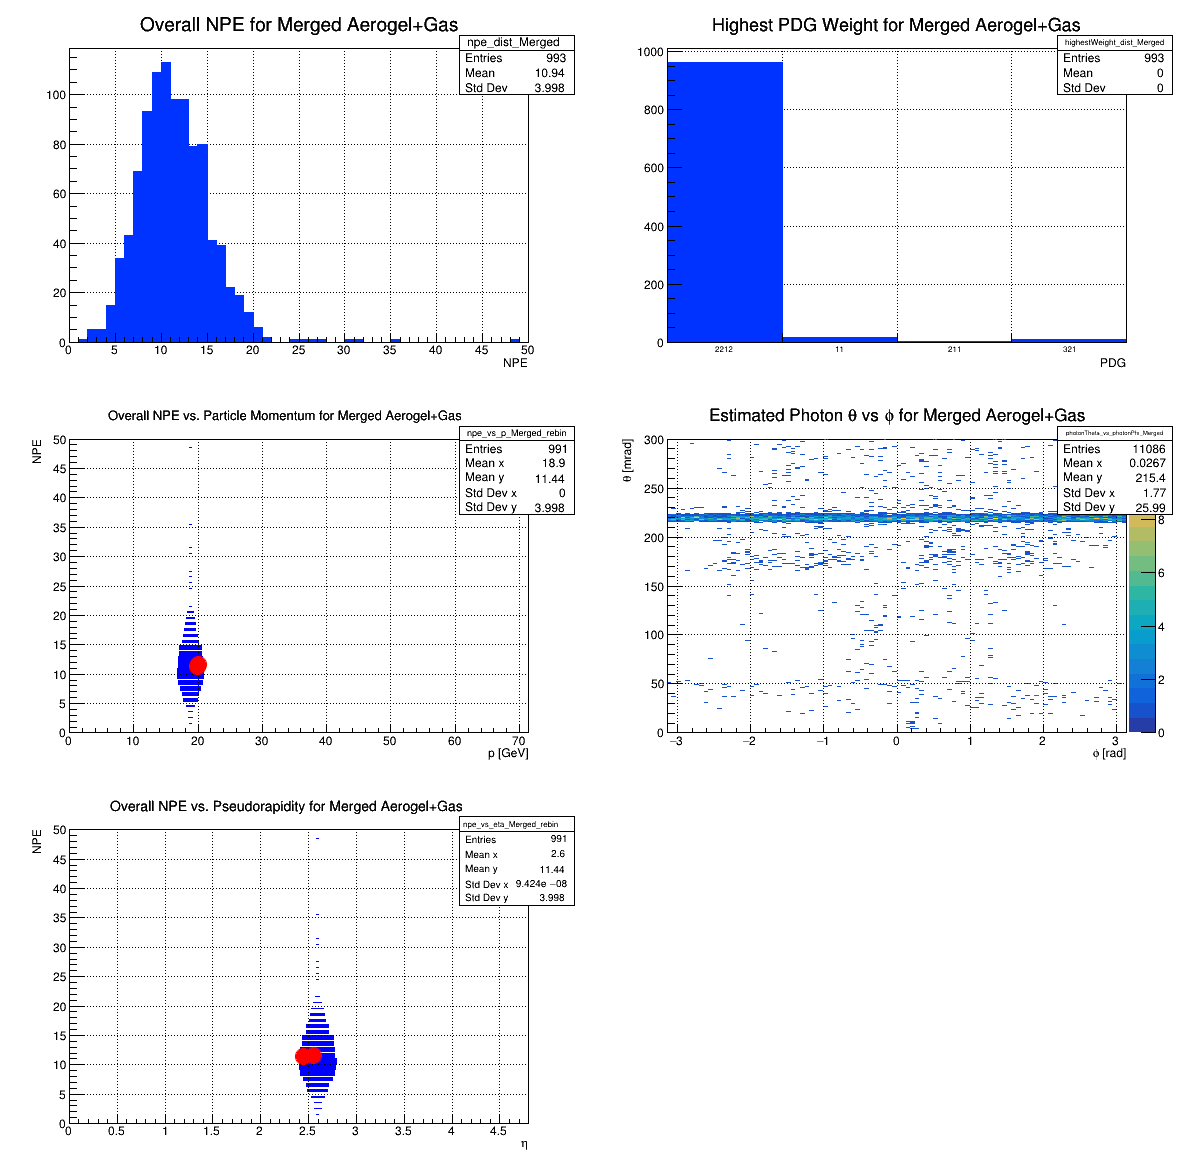 Overall NPE for Merged Aerogel+Gas
npe_dist_Merged
Entries 993
Mean 10.94
Std Dev 3.998
100
80
60
40
20
0
0 5 10 15 20 25 30 35 40 45 50
NPE
Highest PDG Weight for Merged Aerogel+Gas
highestWeight_dist_Merged
Entries 993
Mean 0
Std Dev 0
1000
800
600
400
200
0
2212 11 211 321
PDG
Overall NPE vs. Particle Momentum for Merged Aerogel+Gas
npe_vs_p_Merged_rebin
Entries 991
Mean x 18.9
Mean y 11.44
Std Dev x 0
Std Dev y 3.998
NPE
50
45
40
35
30
25
20
15
10
5
0
0 10 20 30 40 50 60 70
p [GeV]
Estimated Photon θ vs ϕ for Merged Aerogel+Gas
photonTheta_vs_photonPhi_Merged
Entries 11086
Mean x 0.0267
Mean y 215.4
Std Dev x 1.77
Std Dev y 25.99
θ [mrad]
300
250
200
150
100
50
0
−3 −2 −1 0 1 2 3
ϕ [rad]
8
6
4
2
0
Overall NPE vs. Pseudorapidity for Merged Aerogel+Gas
npe_vs_eta_Merged_rebin
Entries 991
Mean x 2.6
Mean y 11.44
Std Dev x 9.424e −08
Std Dev y 3.998
NPE
50
45
40
35
30
25
20
15
10
5
0
0 0.5 1 1.5 2 2.5 3 3.5 4 4.5
η